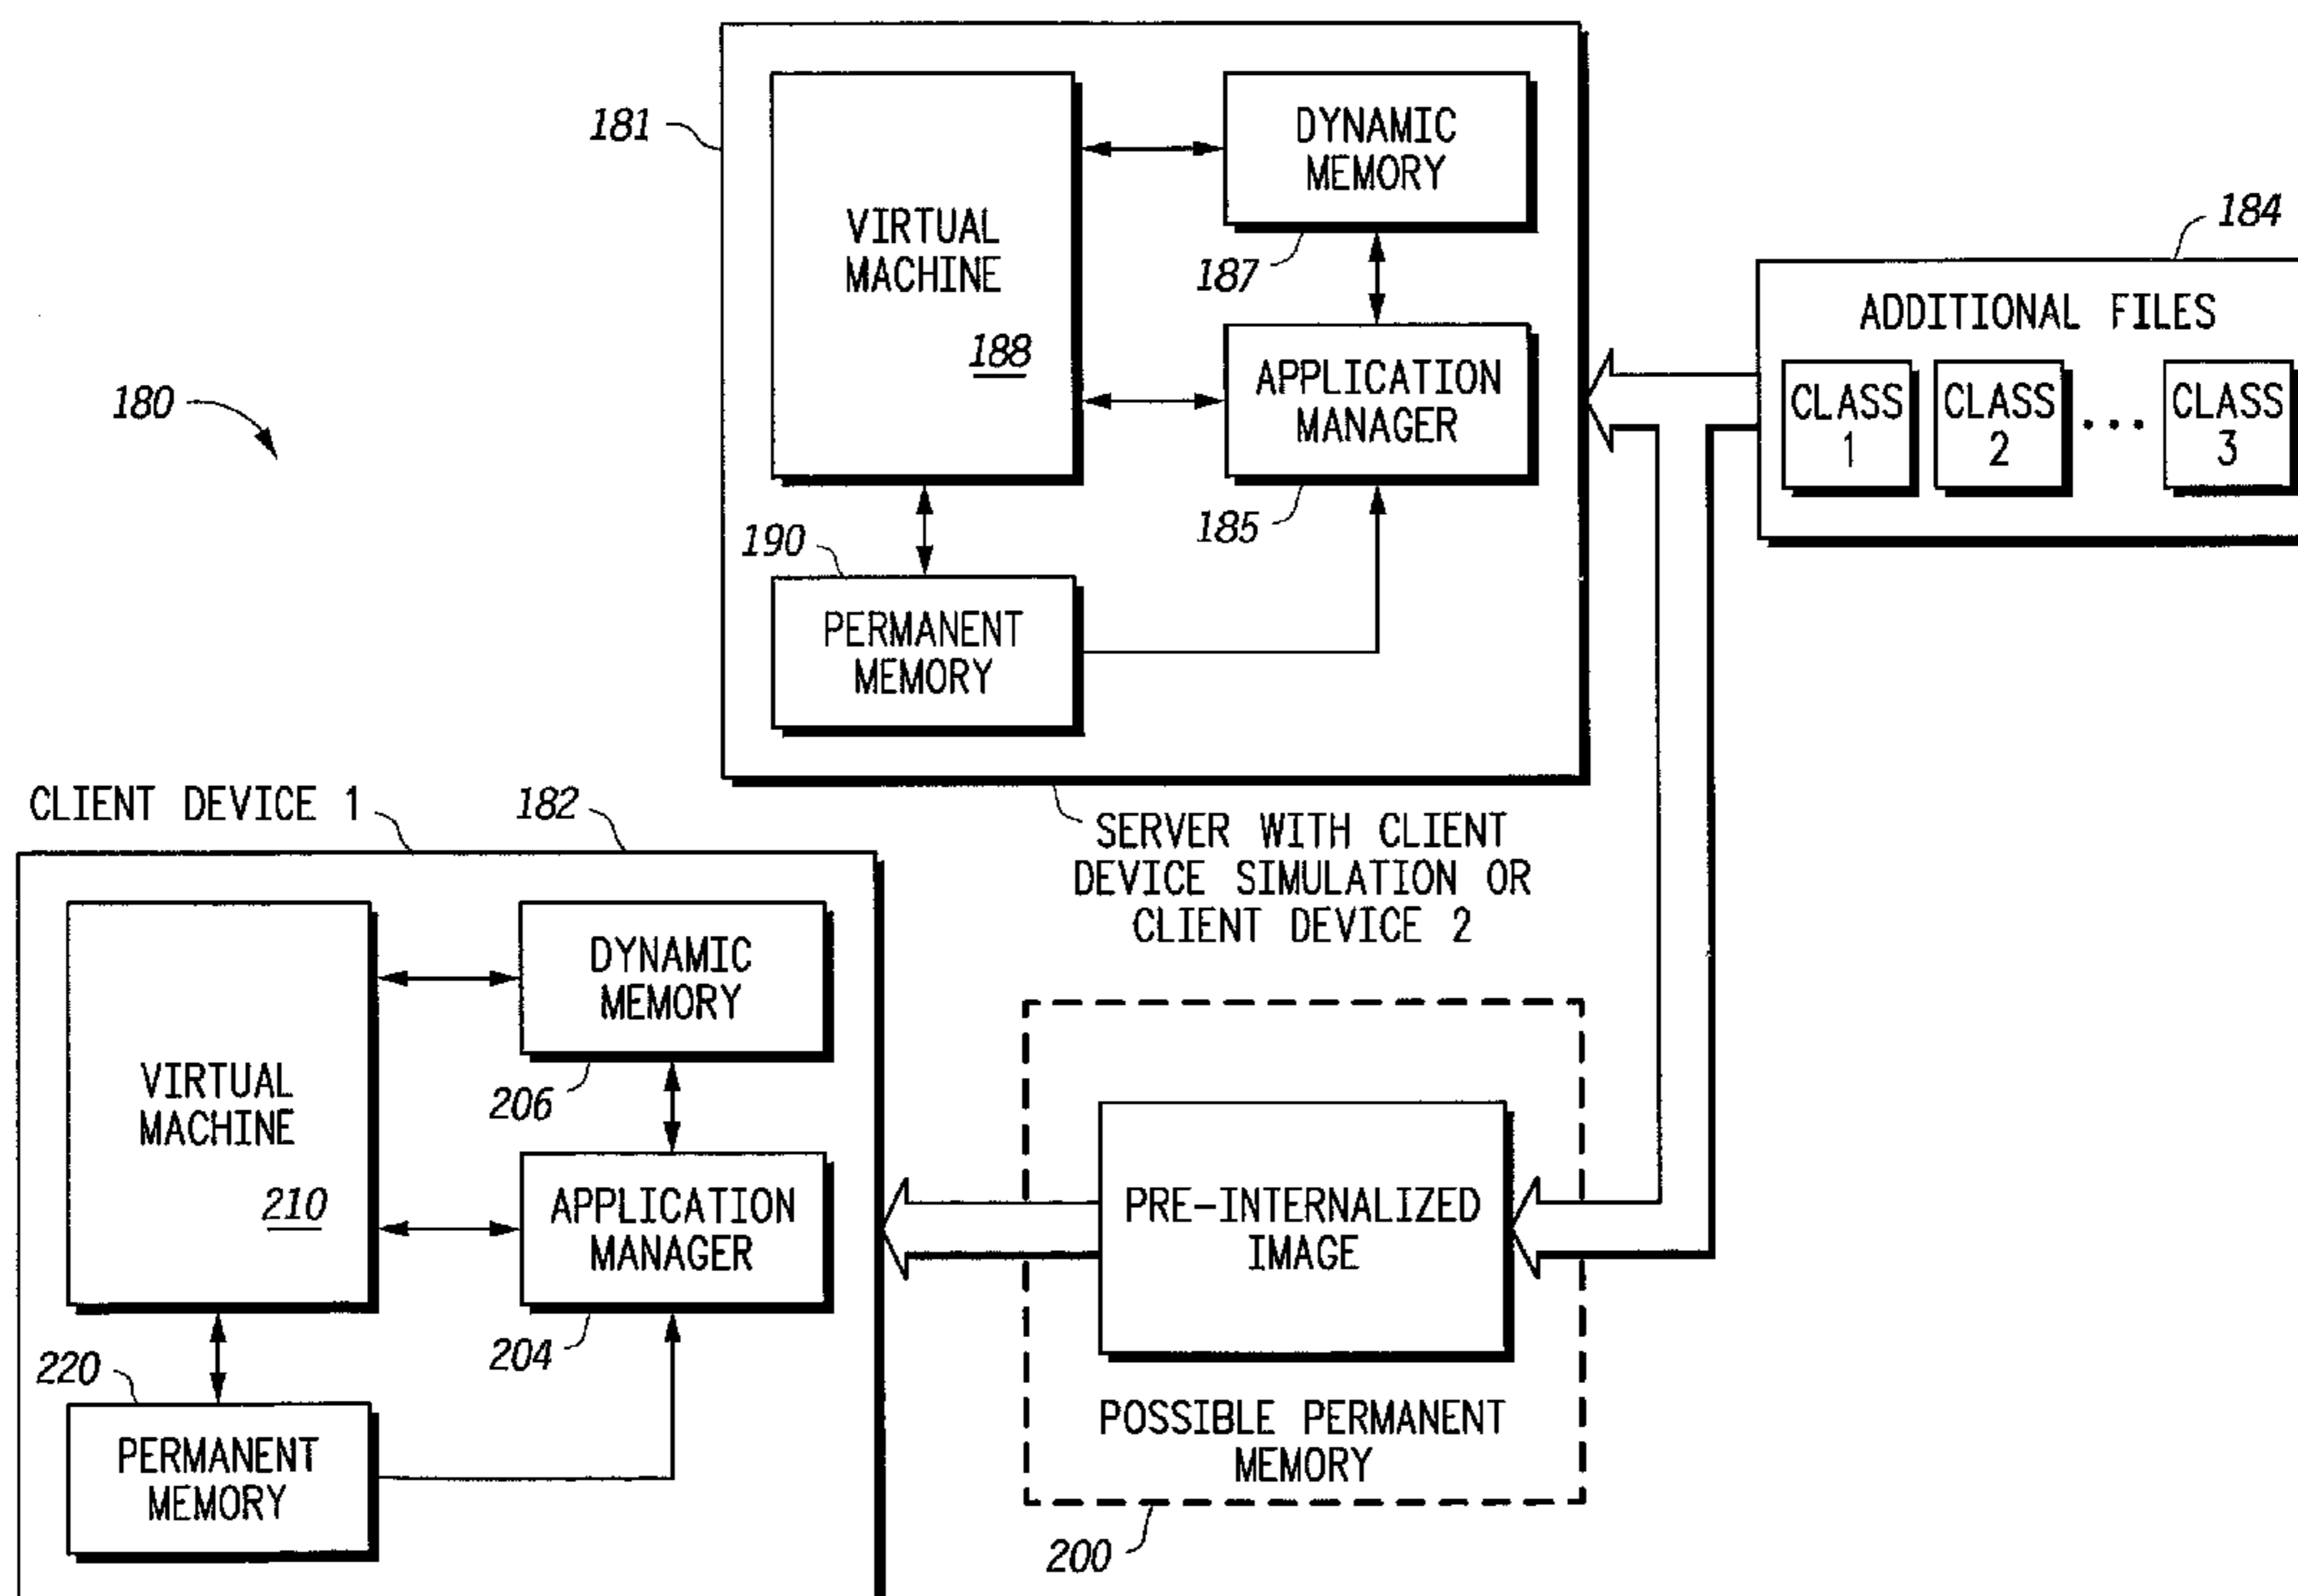 181
VIRTUAL
MACHINE
188
DYNAMIC
MEMORY
187
APPLICATION
MANAGER
185
190
PERMANENT
MEMORY
180
184
ADDITIONAL FILES
CLASS
1
CLASS
2
...
CLASS
3
SERVER WITH CLIENT
DEVICE SIMULATION OR
CLIENT DEVICE 2
CLIENT DEVICE 1
182
VIRTUAL
MACHINE
210
DYNAMIC
MEMORY
206
APPLICATION
MANAGER
204
220
PERMANENT
MEMORY
PRE-INTERNALIZED
IMAGE
POSSIBLE PERMANENT
MEMORY
200